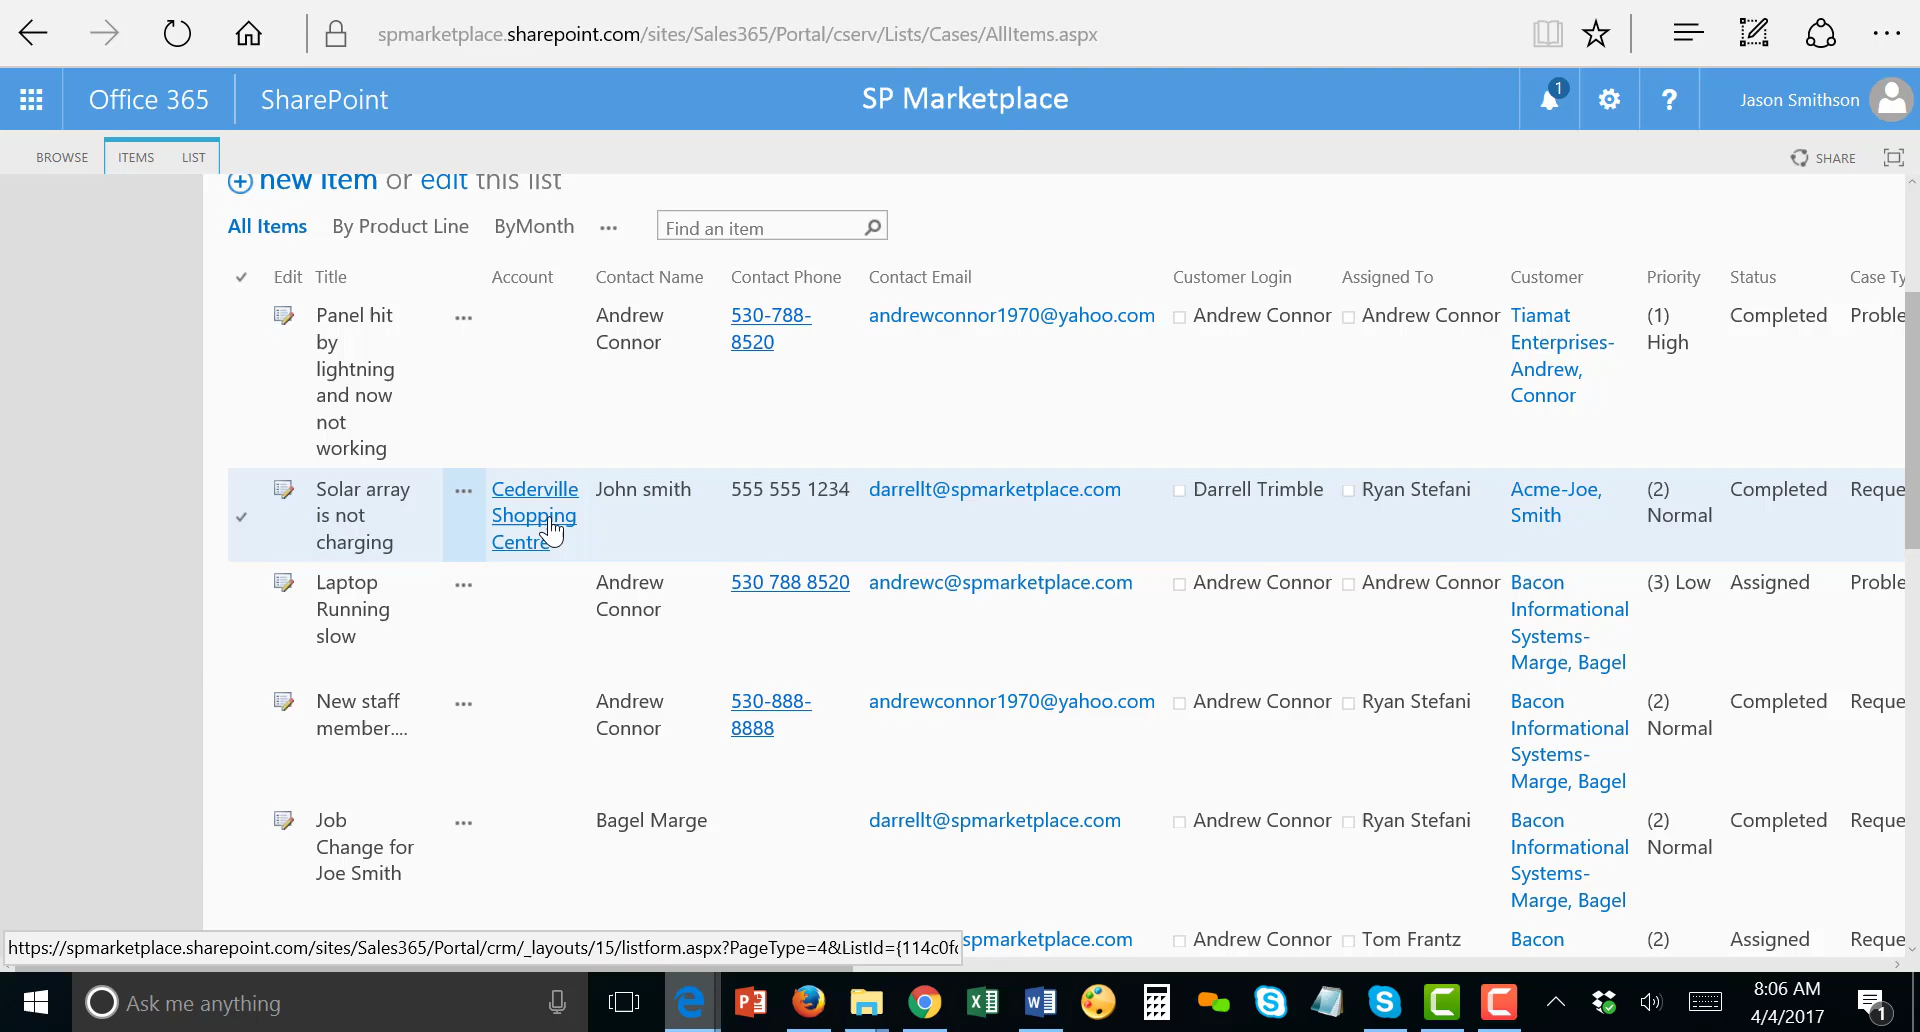 spmarketplace.sharepoint.com/sites/Sales365/Portal/cserv/Lists/Cases/AllItems.aspx
Office 365 SharePoint SP Marketplace 1 ? Jason Smithson
BROWSE ITEMS LIST SHARE
new item or edit this list
All Items By Product Line ByMonth ... Find an item
Edit Title Account Contact Name Contact Phone Contact Email Customer Login Assigned To Customer Priority Status Case Ty
Panel hit ... Andrew 530-788- andrewconnor1970@yahoo.com Andrew Connor Andrew Connor Tiamat (1) Completed Proble
by Connor 8520 Enterprises- High
lightning Andrew,
and now Connor
not
working
Solar array ... Cederville John smith 555 555 1234 darrellt@spmarketplace.com Darrell Trimble Ryan Stefani Acme-Joe, (2) Completed Reque
is not Shopping Smith Normal
charging Centre
Laptop ... Andrew 530 788 8520 andrewc@spmarketplace.com Andrew Connor Andrew Connor Bacon (3) Low Assigned Proble
Running Connor Informational
slow Systems-
Marge, Bagel
New staff ... Andrew 530-888- andrewconnor1970@yahoo.com Andrew Connor Ryan Stefani Bacon (2) Completed Reque
member.... Connor 8888 Informational Normal
Systems-
Marge, Bagel
Job ... Bagel Marge darrellt@spmarketplace.com Andrew Connor Ryan Stefani Bacon (2) Completed Reque
Change for Informational Normal
Joe Smith Systems-
Marge, Bagel
spmarketplace.com Andrew Connor Tom Frantz Bacon (2) Assigned Reque
https://spmarketplace.sharepoint.com/sites/Sales365/Portal/crm/_layouts/15/listform.aspx?PageType=4&ListId={114c0f
Ask me anything 8:06 AM
4/4/2017 1